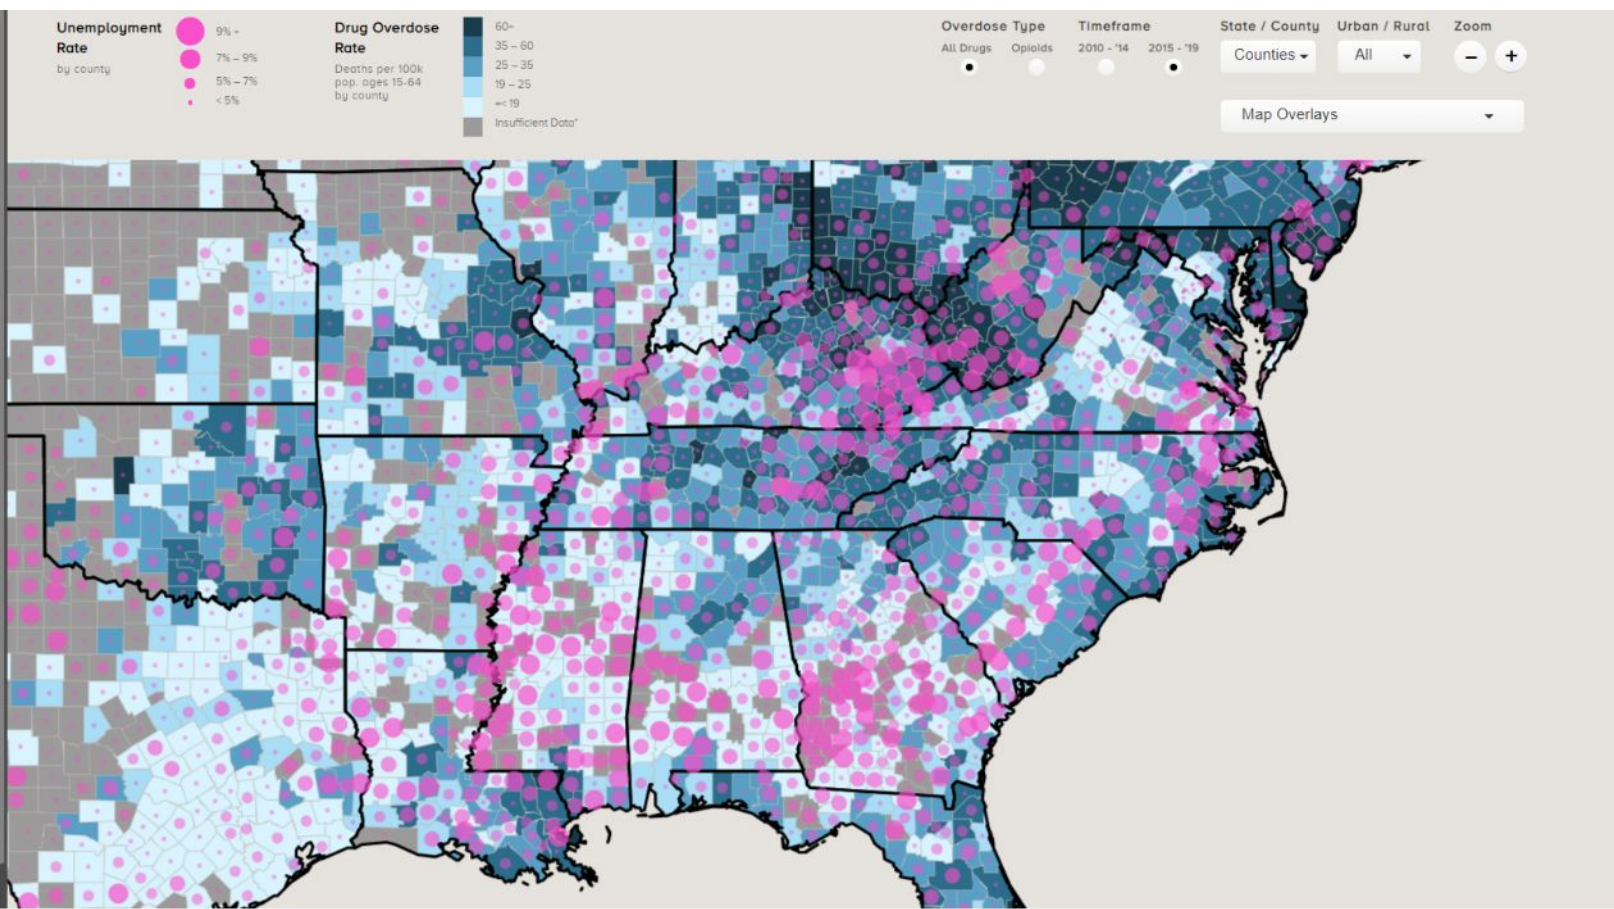 Unemployment
Rate
by county
9% -
7% – 9%
5% – 7%
< 5%
Drug Overdose
Rate
Deaths per 100k
pop. ages 15-64
by county
60-
35 – 60
25 – 35
19 – 25
=< 19
Insufficient Data*
Overdose Type
All Drugs Opioids
Timeframe
2010 - '14 2015 - '19
State / County
Counties
Urban / Rural
All
Zoom
– +
Map Overlays